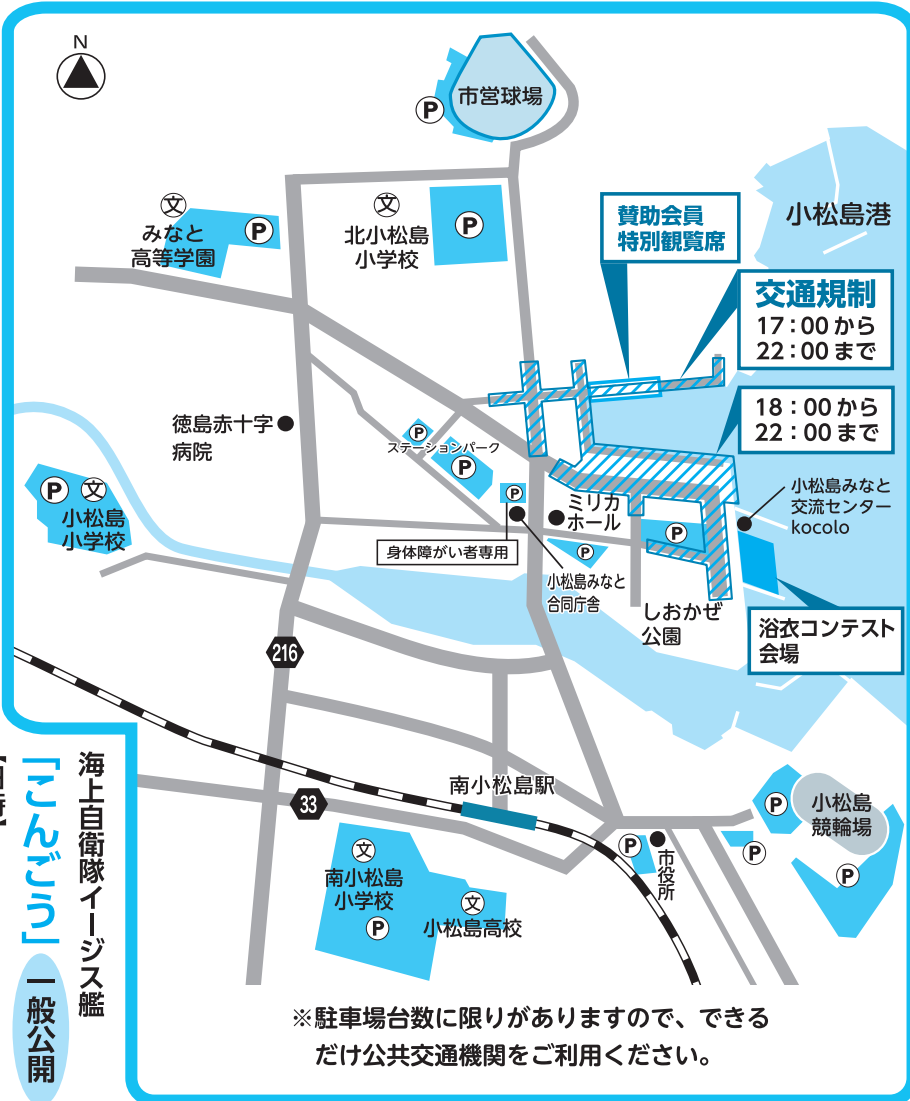 N
市営球場
P
文
みなと
高等学園
P
文
北小松島
小学校
P
賛助会員
特別観覧席
小松島港
交通規制
17:00から
22:00まで
18:00から
22:00まで
徳島赤十字
病院
P
ステーションパーク
P
P
ミリカ
ホール
小松島みなと
交流センター
kocolo
P
文
小松島
小学校
身体障がい者専用
P
P
小松島みなと
合同庁舎
しおかぜ
公園
浴衣コンテスト
会場
216
33
南小松島駅
文
南小松島
小学校
P
文
小松島高校
P
市役所
P
P
小松島
競輪場
P
海上自衛隊イージス艦
「こんごう」
一般公開
※駐車場台数に限りがありますので、できる
だけ公共交通機関をご利用ください。